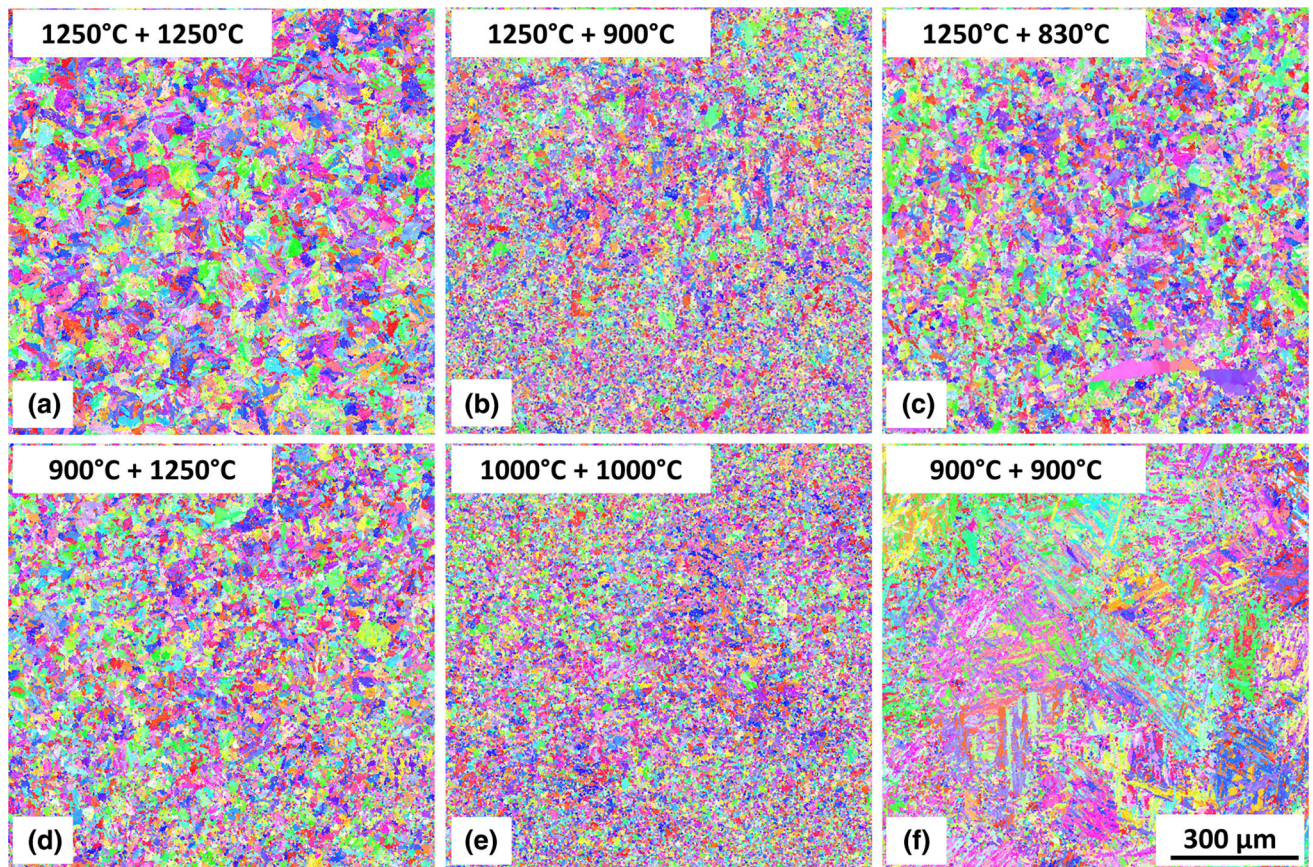 1250°C + 1250°C
(a)
1250°C + 900°C
(b)
1250°C + 830°C
(c)
900°C + 1250°C
(d)
1000°C + 1000°C
(e)
900°C + 900°C
(f)
300 µm